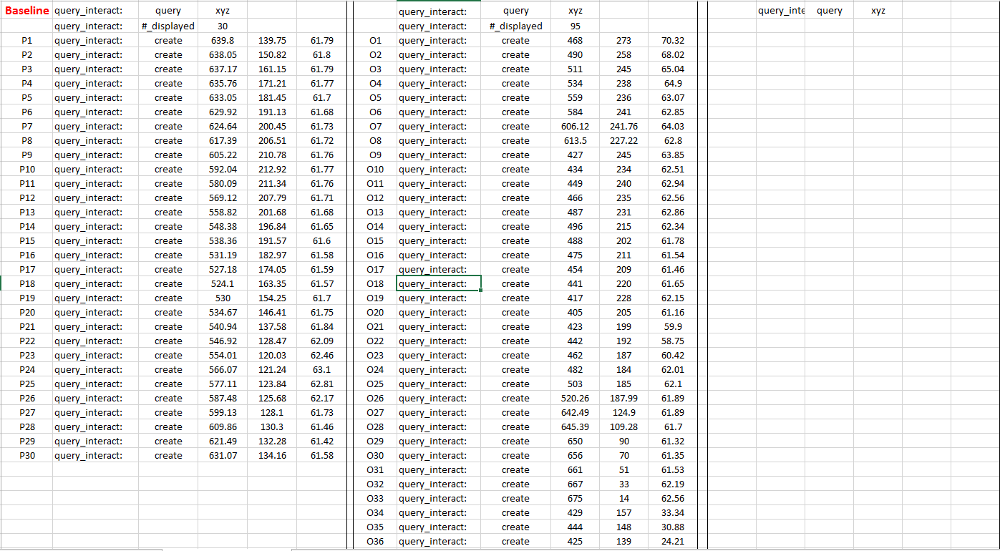 Baseline query_interact: query xyz query_interact: query xyz query_inte query xyz
query_interact: #_displayed 30 query_interact: #_displayed 95
P1 query_interact: create 639.8 139.75 61.79 O1 query_interact: create 468 273 70.32
P2 query_interact: create 638.05 150.82 61.8 O2 query_interact: create 490 258 68.02
P3 query_interact: create 637.17 161.15 61.79 O3 query_interact: create 511 245 65.04
P4 query_interact: create 635.76 171.21 61.77 O4 query_interact: create 534 238 64.9
P5 query_interact: create 633.05 181.45 61.7 O5 query_interact: create 559 236 63.07
P6 query_interact: create 629.92 191.13 61.68 O6 query_interact: create 584 241 62.85
P7 query_interact: create 624.64 200.45 61.73 O7 query_interact: create 606.12 241.76 64.03
P8 query_interact: create 617.39 206.51 61.72 O8 query_interact: create 613.5 227.22 62.8
P9 query_interact: create 605.22 210.78 61.76 O9 query_interact: create 427 245 63.85
P10 query_interact: create 592.04 212.92 61.77 O10 query_interact: create 434 234 62.51
P11 query_interact: create 580.09 211.34 61.76 O11 query_interact: create 449 240 62.94
P12 query_interact: create 569.12 207.79 61.71 O12 query_interact: create 466 235 62.56
P13 query_interact: create 558.82 201.68 61.68 O13 query_interact: create 487 231 62.86
P14 query_interact: create 548.38 196.84 61.65 O14 query_interact: create 496 215 62.34
P15 query_interact: create 538.36 191.57 61.6 O15 query_interact: create 488 202 61.78
P16 query_interact: create 531.19 182.97 61.58 O16 query_interact: create 475 211 61.54
P17 query_interact: create 527.18 174.05 61.59 O17 query_interact: create 454 209 61.46
P18 query_interact: create 524.1 163.35 61.57 O18 query_interact: create 441 220 61.65
P19 query_interact: create 530 154.25 61.7 O19 query_interact: create 417 228 62.15
P20 query_interact: create 534.67 146.41 61.75 O20 query_interact: create 405 205 61.16
P21 query_interact: create 540.94 137.58 61.84 O21 query_interact: create 423 199 59.9
P22 query_interact: create 546.92 128.47 62.09 O22 query_interact: create 442 192 58.75
P23 query_interact: create 554.01 120.03 62.46 O23 query_interact: create 462 187 60.42
P24 query_interact: create 566.07 121.24 63.1 O24 query_interact: create 482 184 62.01
P25 query_interact: create 577.11 123.84 62.81 O25 query_interact: create 503 185 62.1
P26 query_interact: create 587.48 125.68 62.17 O26 query_interact: create 520.26 187.99 61.89
P27 query_interact: create 599.13 128.1 61.73 O27 query_interact: create 642.49 124.9 61.89
P28 query_interact: create 609.86 130.3 61.46 O28 query_interact: create 645.39 109.28 61.7
P29 query_interact: create 621.49 132.28 61.42 O29 query_interact: create 650 90 61.32
P30 query_interact: create 631.07 134.16 61.58 O30 query_interact: create 656 70 61.35
O31 query_interact: create 661 51 61.53
O32 query_interact: create 667 33 62.19
O33 query_interact: create 675 14 62.56
O34 query_interact: create 429 157 33.34
O35 query_interact: create 444 148 30.88
O36 query_interact: create 425 139 24.21